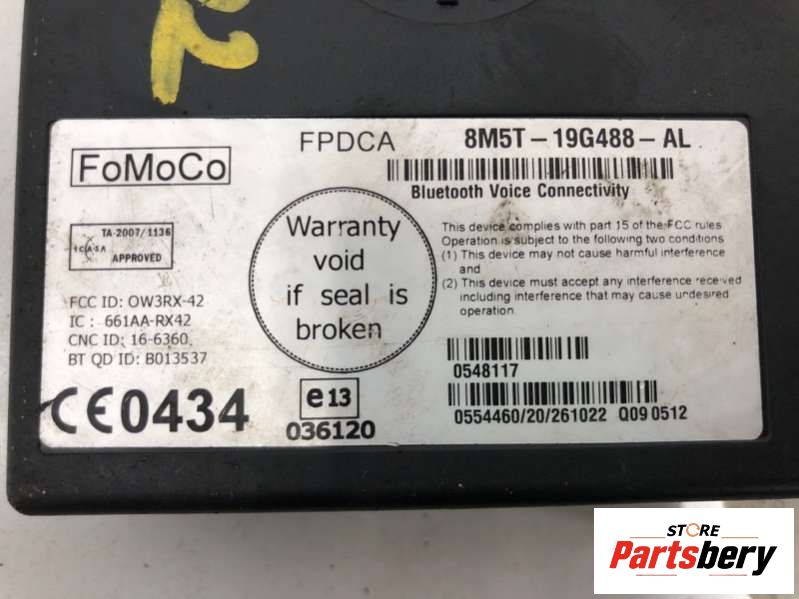 FoMoCo
FPDCA
8M5T-19G488-AL
Bluetooth Voice Connectivity
TA-2007/1136
ICASA
APPROVED
Warranty
void
if seal is
broken
This device complies with part 15 of the FCC rules
Operation is subject to the following two conditions
(1) This device may not cause harmful interference
and
(2) This device must accept any interference received
including interference that may cause undesired
operation.
FCC ID: OW3RX-42
IC : 661AA-RX42
CNC ID: 16-6360
BT QD ID: B013537
CE0434
e13
036120
0548117
0554460/20/261022 Q090512
STORE
Partsbery